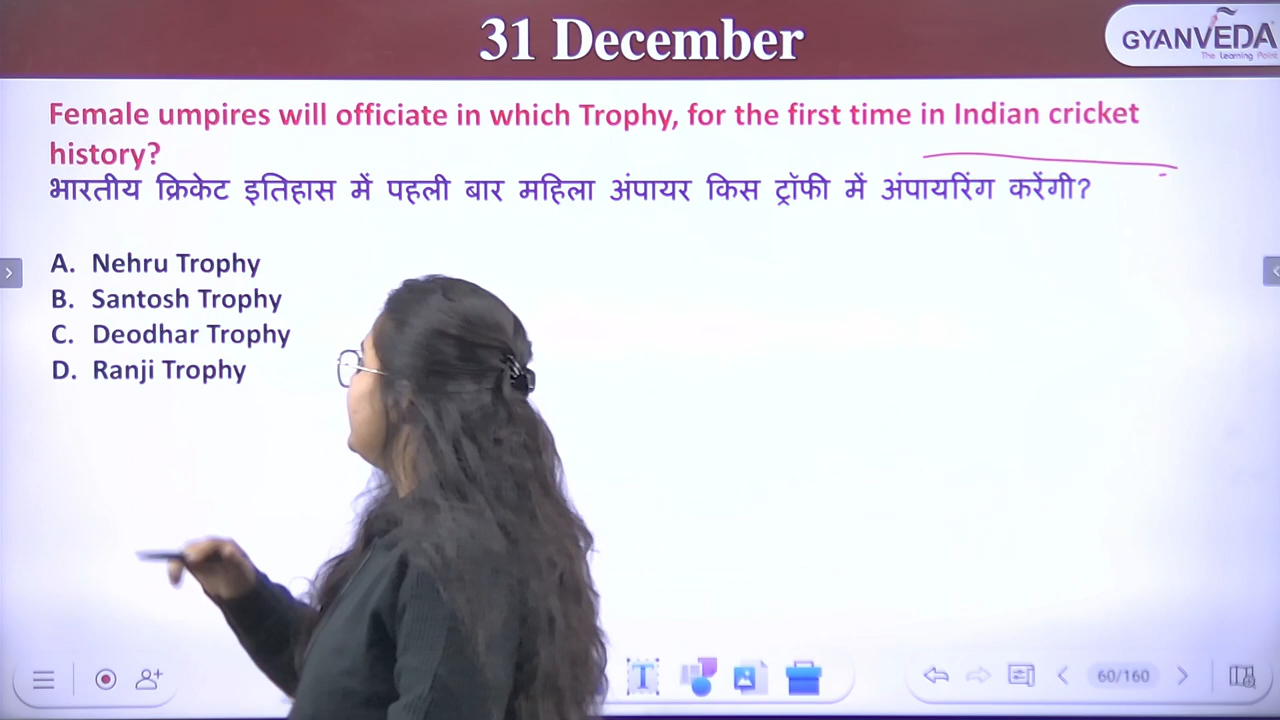 31 December
GYANVEDA
The Learning Point
Female umpires will officiate in which Trophy, for the first time in Indian cricket
history?
भारतीय क्रिकेट इतिहास में पहली बार महिला अंपायर किस ट्रॉफी में अंपायरिंग करेंगी?
A. Nehru Trophy
B. Santosh Trophy
C. Deodhar Trophy
D. Ranji Trophy
T
60/160